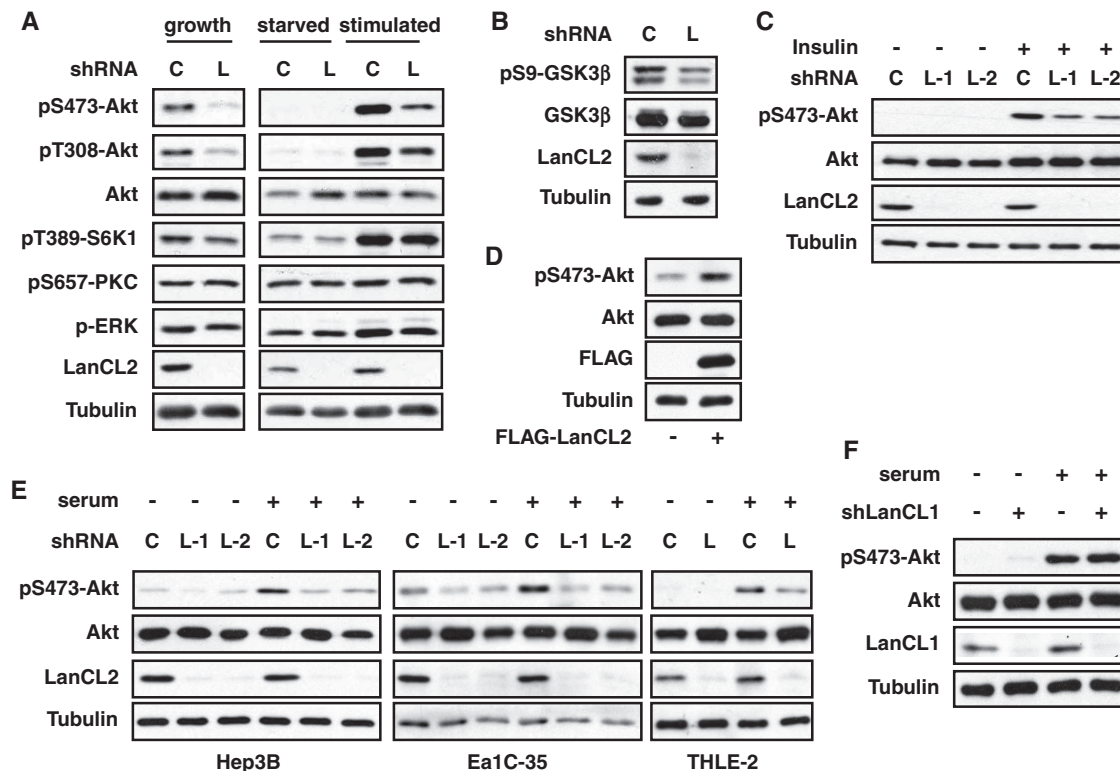 A
growth starved stimulated
shRNA C L C L C L
pS473-Akt
pT308-Akt
Akt
pT389-S6K1
pS657-PKC
p-ERK
LanCL2
Tubulin
B
shRNA C L
pS9-GSK3β
GSK3β
LanCL2
Tubulin
C
Insulin - - - + + +
shRNA C L-1 L-2 C L-1 L-2
pS473-Akt
Akt
LanCL2
Tubulin
D
pS473-Akt
Akt
FLAG
Tubulin
FLAG-LanCL2 - +
E
serum - - - + + + - - - + + + - - + +
shRNA C L-1 L-2 C L-1 L-2 C L-1 L-2 C L-1 L-2 C L C L
pS473-Akt
Akt
LanCL2
Tubulin
Hep3B Ea1C-35 THLE-2
F
serum - - + +
shLanCL1 - + - +
pS473-Akt
Akt
LanCL1
Tubulin